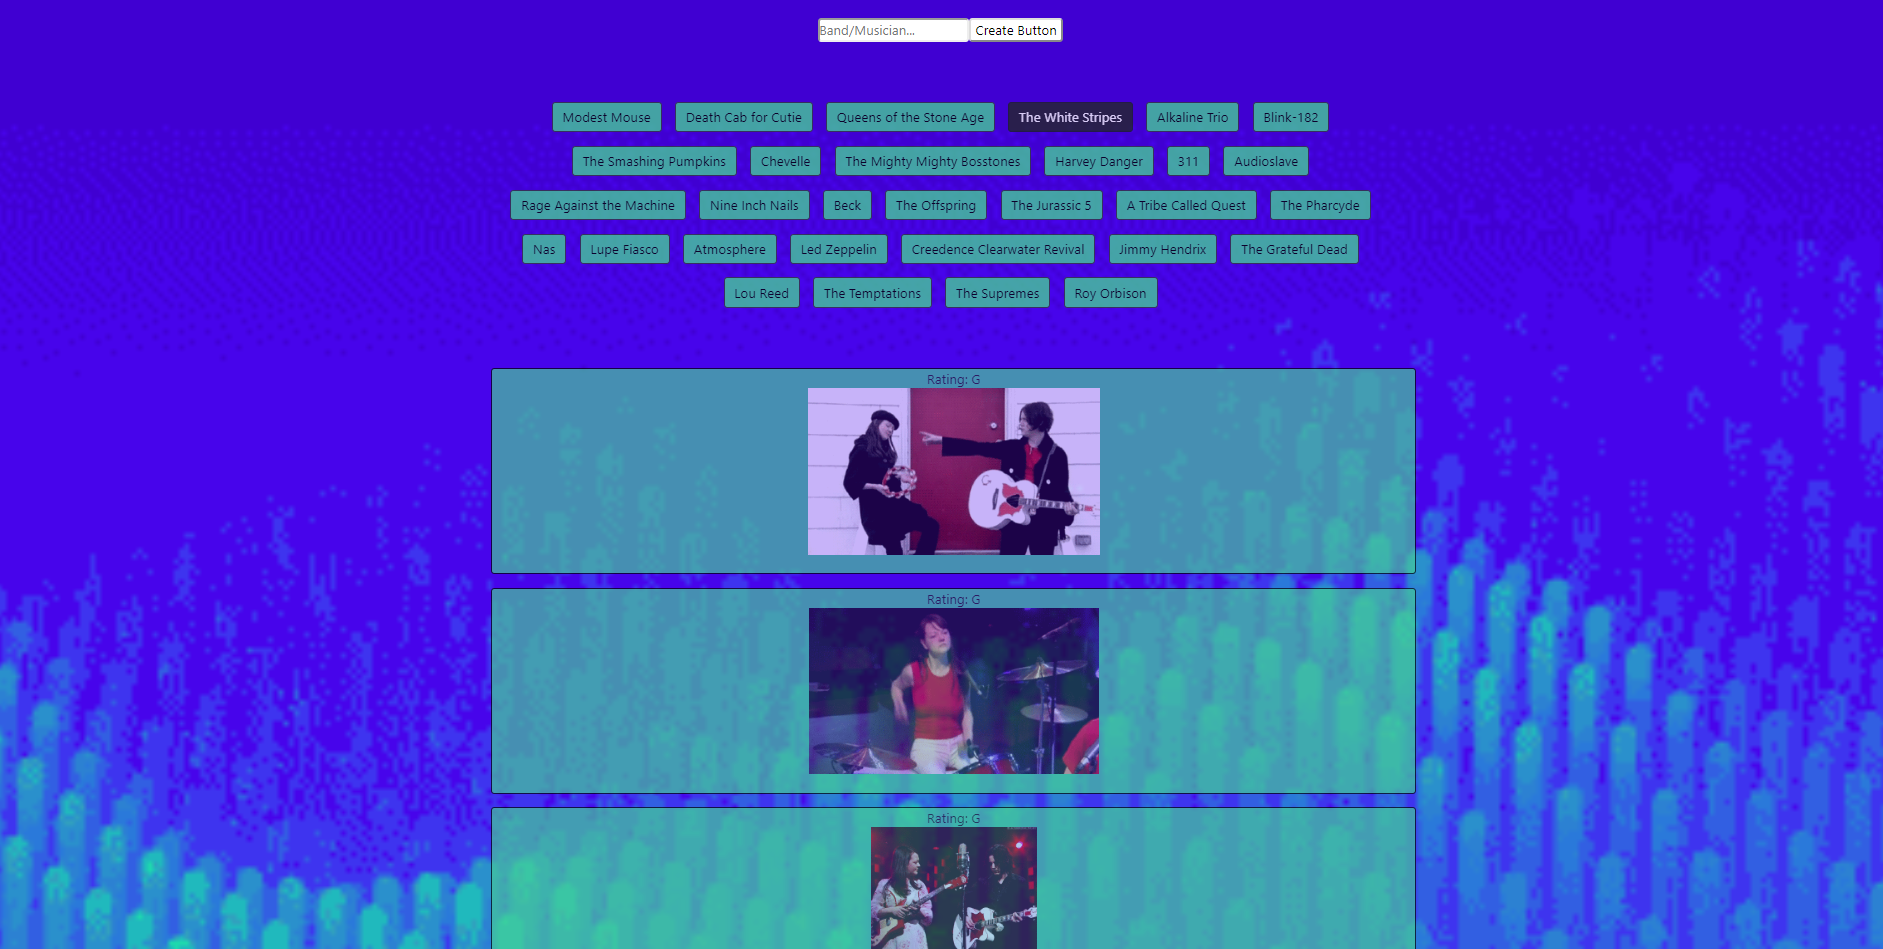 Band/Musician... Create Button
Modest Mouse Death Cab for Cutie Queens of the Stone Age The White Stripes Alkaline Trio Blink-182
The Smashing Pumpkins Chevelle The Mighty Mighty Bosstones Harvey Danger 311 Audioslave
Rage Against the Machine Nine Inch Nails Beck The Offspring The Jurassic 5 A Tribe Called Quest The Pharcyde
Nas Lupe Fiasco Atmosphere Led Zeppelin Creedence Clearwater Revival Jimmy Hendrix The Grateful Dead
Lou Reed The Temptations The Supremes Roy Orbison
Rating: G
Rating: G
Rating: G